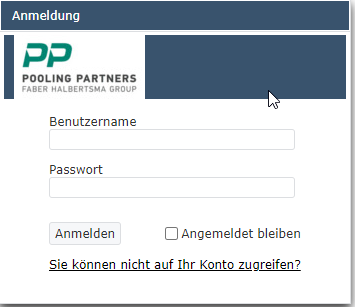 Anmeldung
PP
POOLING PARTNERS
FABER HALBERTSMA GROUP
Benutzername
Passwort
Anmelden Angemeldet bleiben
Sie können nicht auf Ihr Konto zugreifen?